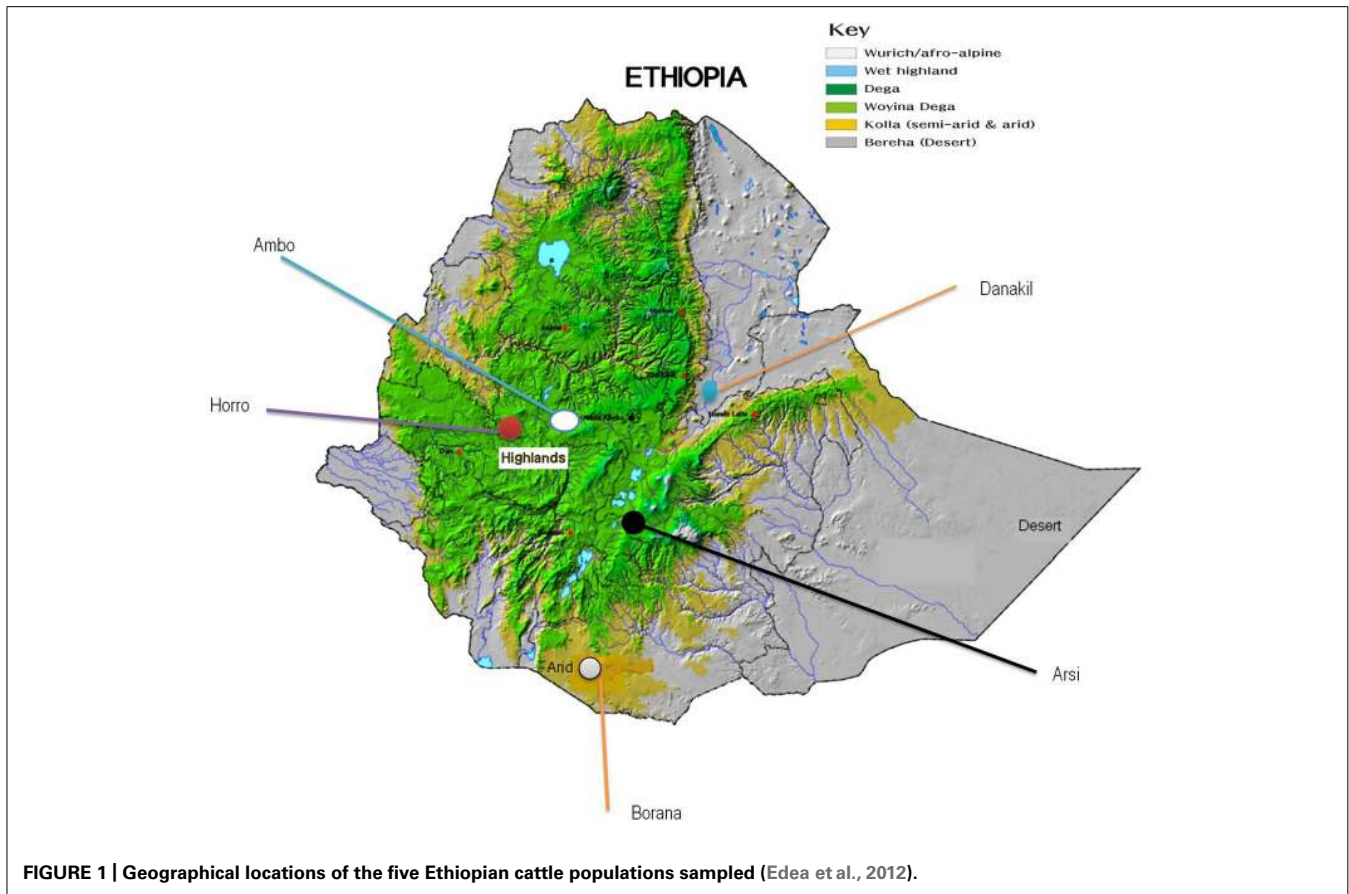 Key
Wurich/afro-alpine
Wet highland
Dega
Woyina Dega
Kolla (semi-arid & arid)
Bereha (Desert)
ETHIOPIA
Ambo
Danakil
Horro
Highlands
Desert
Arid
Arsi
Borana
FIGURE 1 | Geographical locations of the five Ethiopian cattle populations sampled (Edea et al., 2012).